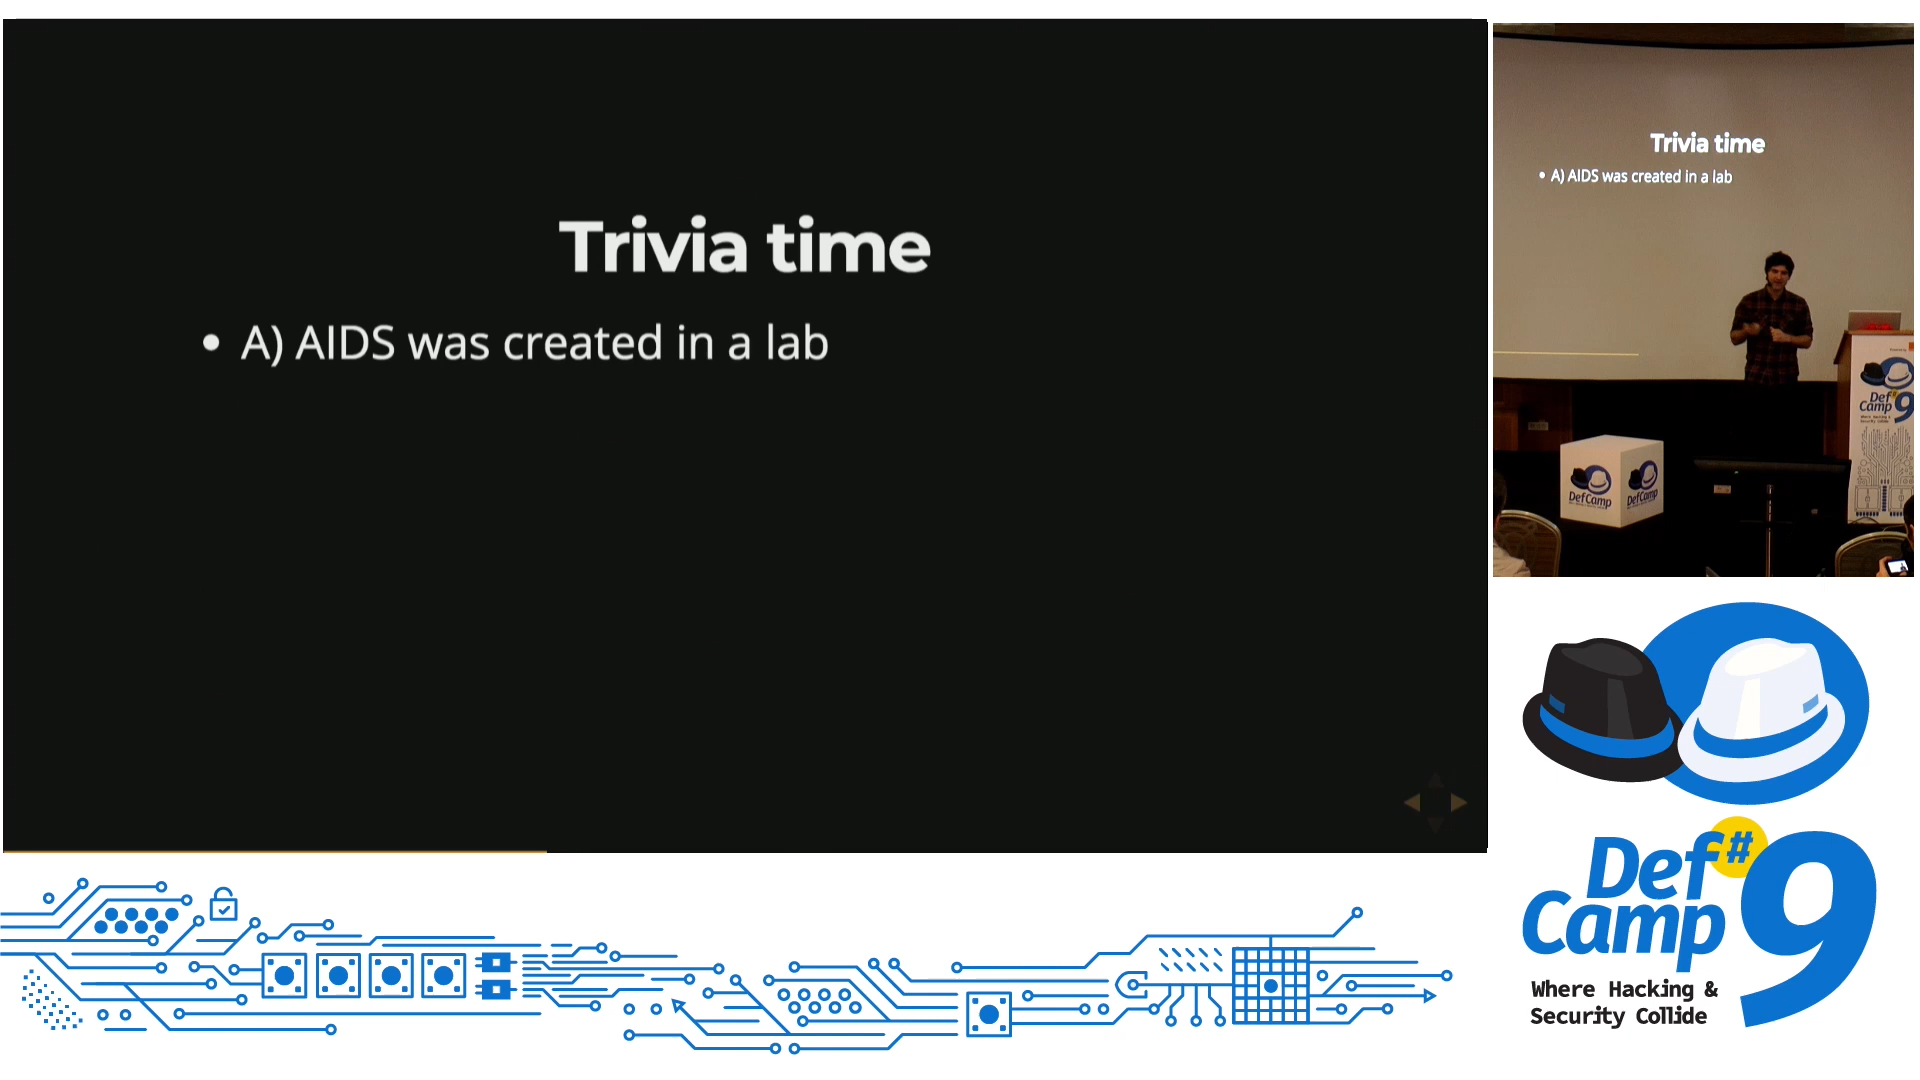 Trivia time
• A) AIDS was created in a lab
Trivia time
• A) AIDS was created in a lab
Def
Camp
9
DefCamp
DefCamp
Def#
Camp 9
Where Hacking &
Security Collide